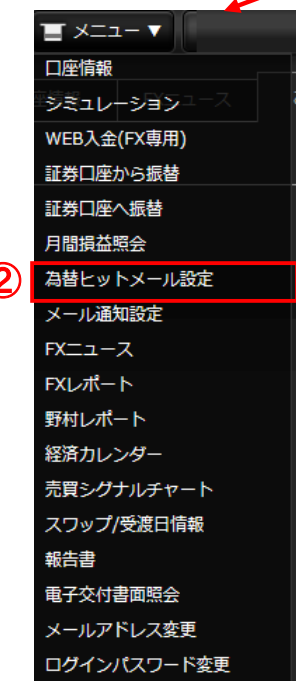 メニュー ▼
口座情報
シミュレーション ュース
WEB入金(FX専用)
証券口座から振替
証券口座へ振替
月間損益照会
② 為替ヒットメール設定
メール通知設定
FXニュース
FXレポート
野村レポート
経済カレンダー
売買シグナルチャート
スワップ/受渡日情報
報告書
電子交付書面照会
メールアドレス変更
ログインパスワード変更